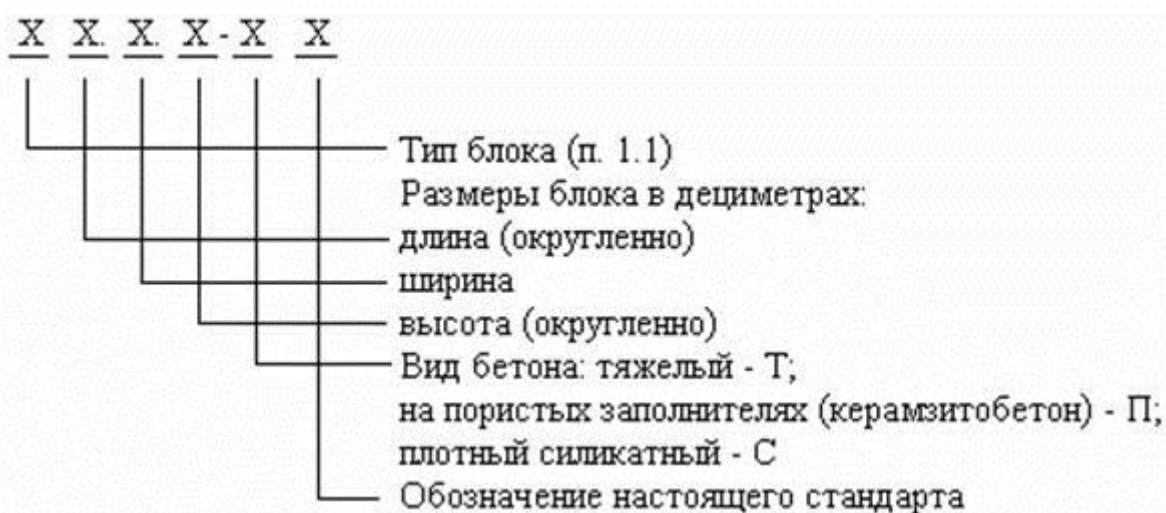 Х Х. Х. Х - Х Х
Тип блока (п. 1.1)
Размеры блока в дециметрах:
длина (округленно)
ширина
высота (округленно)
Вид бетона: тяжелый - Т;
на пористых заполнителях (керамзитобетон) - П;
плотный силикатный - С
Обозначение настоящего стандарта